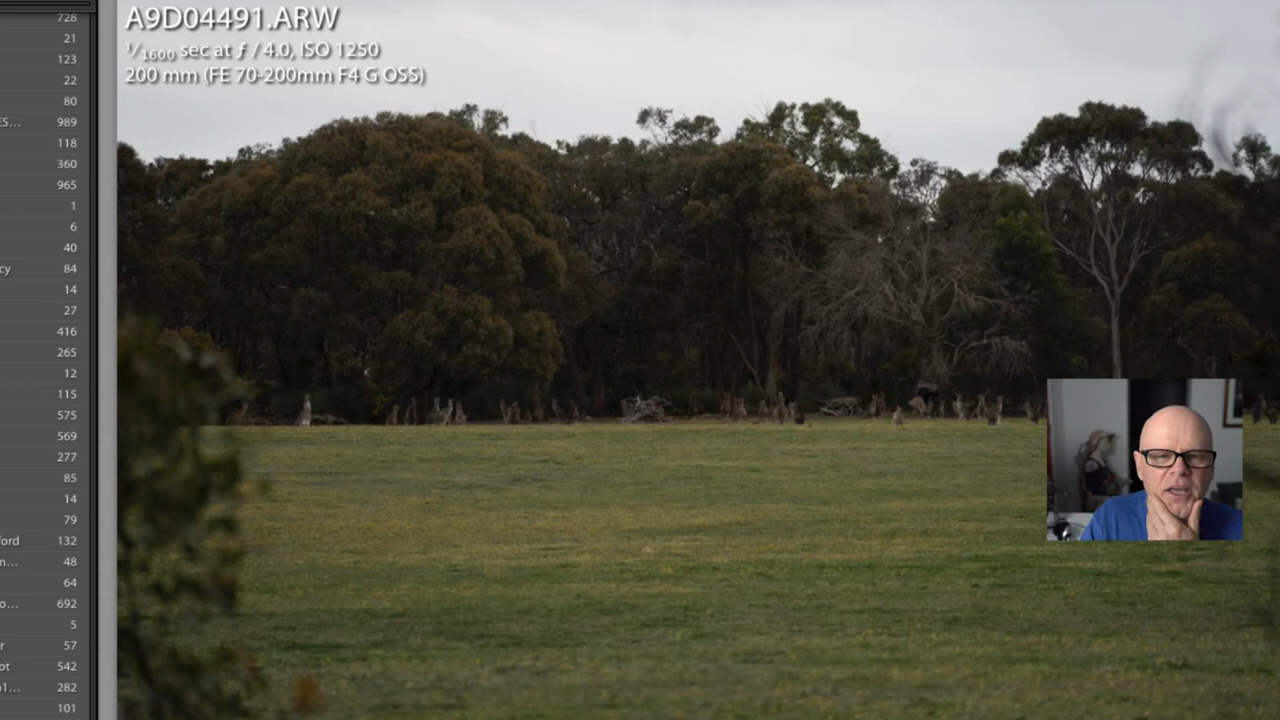 A9D04491.ARW
1/1600 sec at ƒ / 4.0, ISO 1250
200 mm (FE 70-200mm F4 G OSS)
728
21
123
22
80
ES... 989
118
360
965
1
6
40
cy 84
14
27
416
265
12
115
575
569
277
85
14
79
ford 132
m... 48
64
o... 692
5
r 57
ot 542
1... 282
101